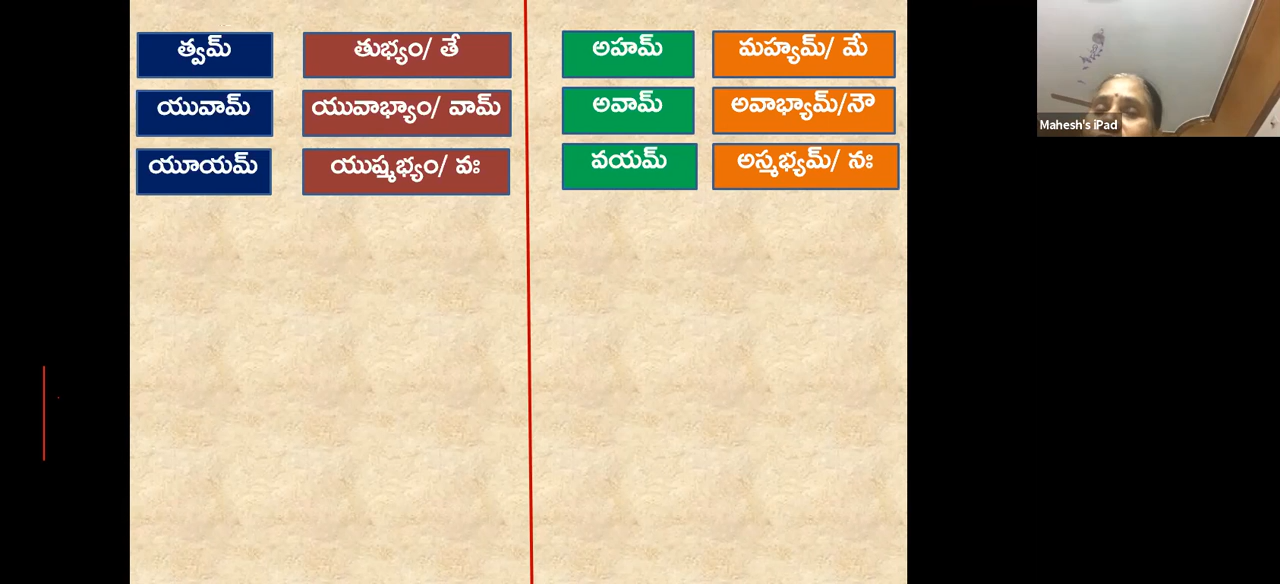 త్వమ్ తుభ్యం/ తే అహమ్ మహ్యమ్/ మే
యువామ్ యువాభ్యాం/ వామ్ అవామ్ అవాభ్యామ్/నౌ
యూయమ్ యుష్మభ్యం/ వః వయమ్ అస్మభ్యమ్/ నః
Mahesh's iPad